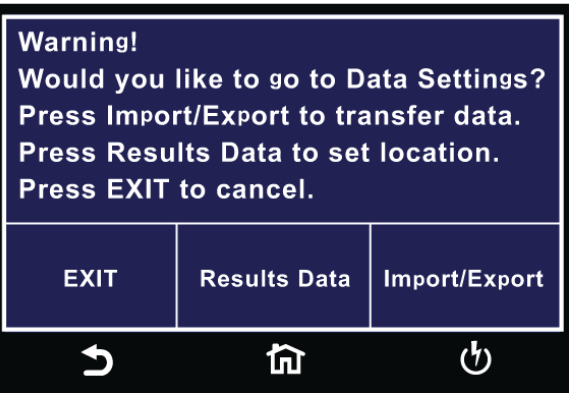 Warning!
Would you like to go to Data Settings?
Press Import/Export to transfer data.
Press Results Data to set location.
Press EXIT to cancel.
EXIT
Results Data
Import/Export